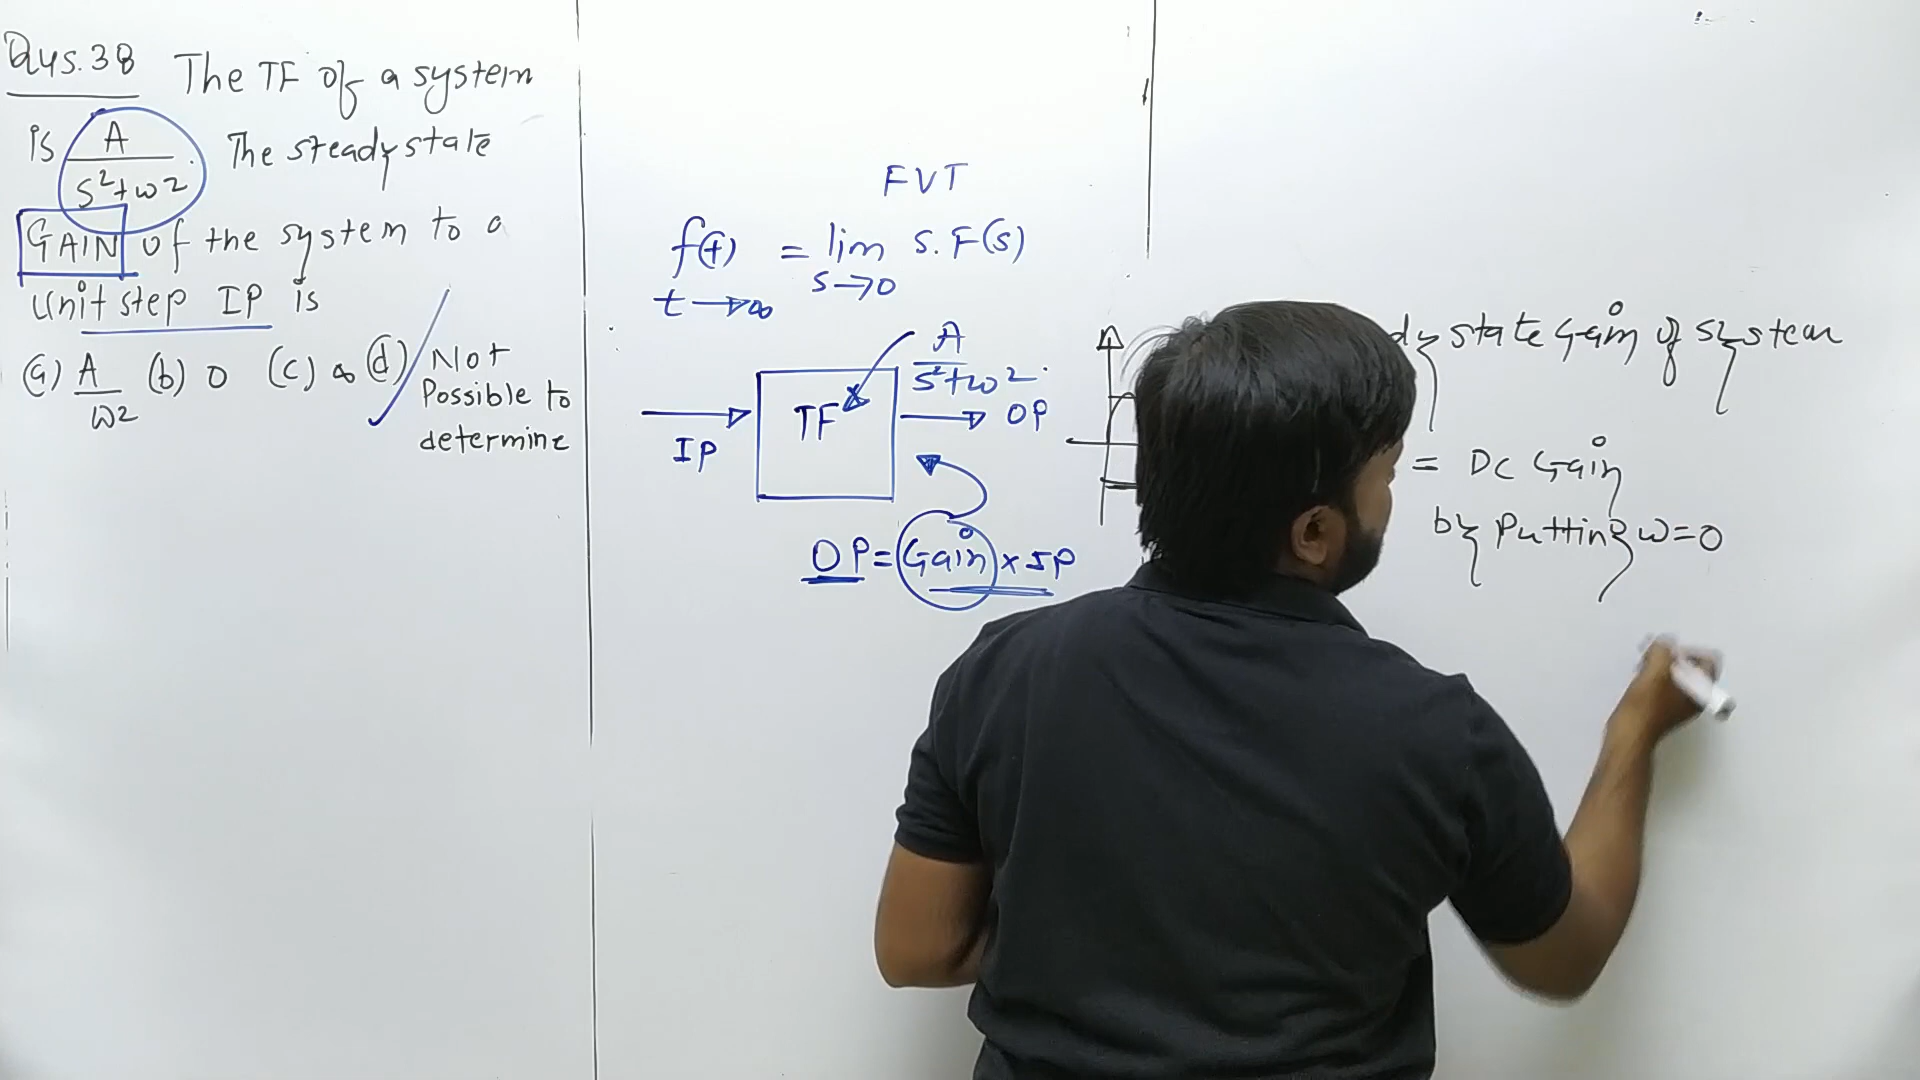 Qus.38 The TF of a system
is A/(s²+ω²). The steady state
GAIN of the system to a
unit step IP is
(a) A/ω² (b) 0 (c) ∞ (d) Not
Possible to
determine
FVT
f(t) = lim s.F(s)
t→∞ s→0
A/(s²+ω²)
TF
IP
OP
OP = Gain × IP
state Gain of system
= DC Gain
by Putting ω=0